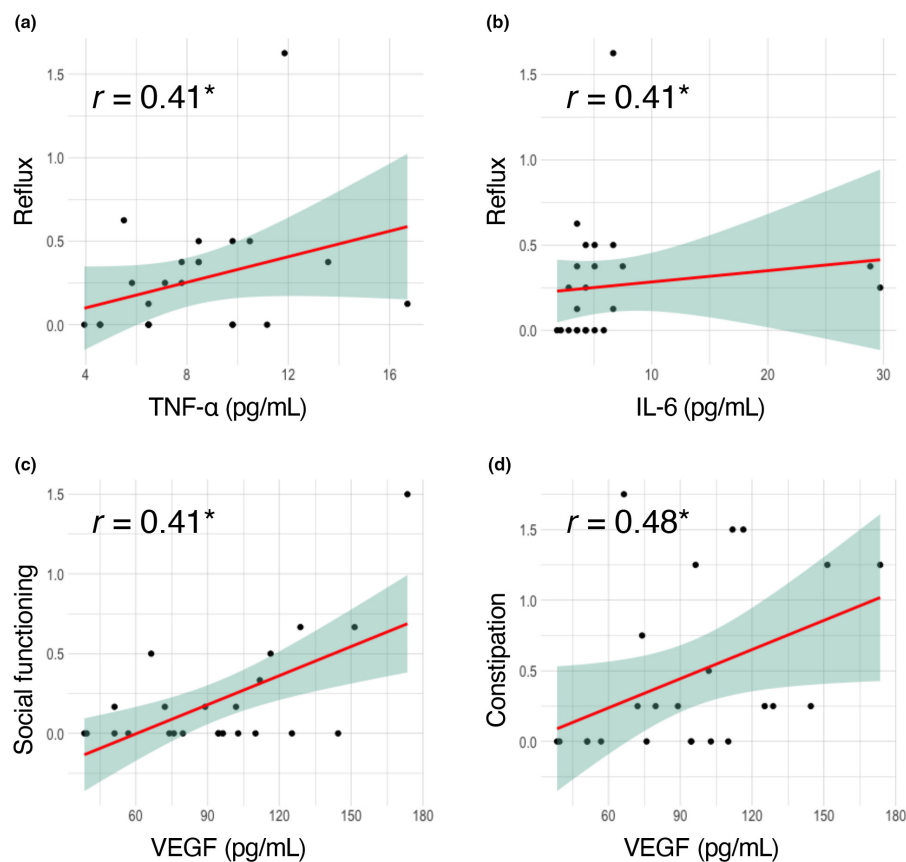 (a)
1.5
1.0
0.5
0.0
Reflux
r = 0.41*
4 8 12 16
TNF-α (pg/mL)
(b)
1.5
1.0
0.5
0.0
Reflux
r = 0.41*
10 20 30
IL-6 (pg/mL)
(c)
1.5
1.0
0.5
0.0
Social functioning
r = 0.41*
60 90 120 150 180
VEGF (pg/mL)
(d)
1.5
1.0
0.5
0.0
Constipation
r = 0.48*
60 90 120 150 180
VEGF (pg/mL)